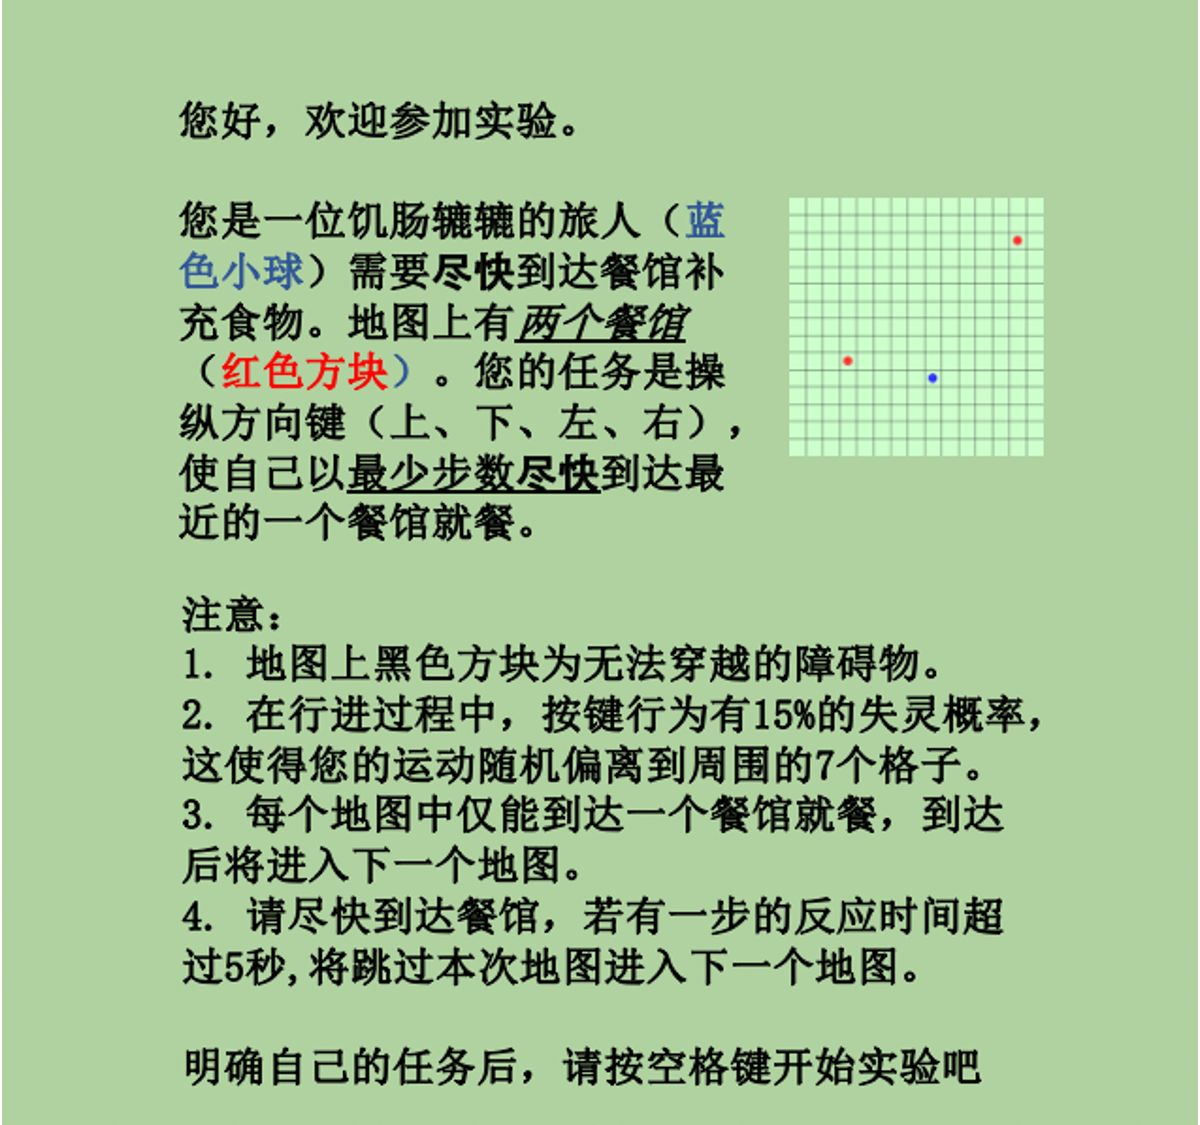 您好，欢迎参加实验。
您是一位饥肠辘辘的旅人（蓝
色小球）需要尽快到达餐馆补
充食物。地图上有两个餐馆
（红色方块）。您的任务是操
纵方向键（上、下、左、右），
使自己以最少步数尽快到达最
近的一个餐馆就餐。
注意：
1. 地图上黑色方块为无法穿越的障碍物。
2. 在行进过程中，按键行为有15%的失灵概率，
这使得您的运动随机偏离到周围的7个格子。
3. 每个地图中仅能到达一个餐馆就餐，到达
后将进入下一个地图。
4. 请尽快到达餐馆，若有一步的反应时间超
过5秒,将跳过本次地图进入下一个地图。
明确自己的任务后，请按空格键开始实验吧